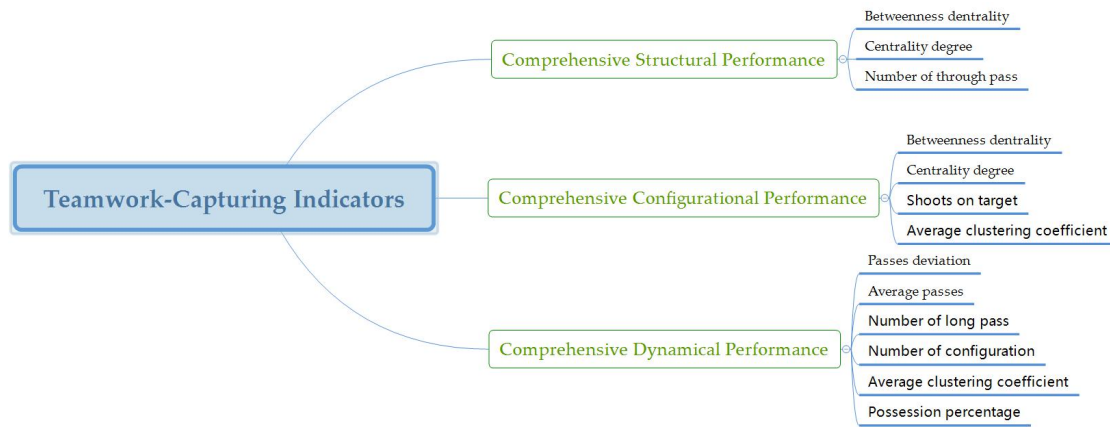 Teamwork-Capturing Indicators
Comprehensive Structural Performance
Betweenness dentrality
Centrality degree
Number of through pass
Comprehensive Configurational Performance
Betweenness dentrality
Centrality degree
Shoots on target
Average clustering coefficient
Comprehensive Dynamical Performance
Passes deviation
Average passes
Number of long pass
Number of configuration
Average clustering coefficient
Possession percentage